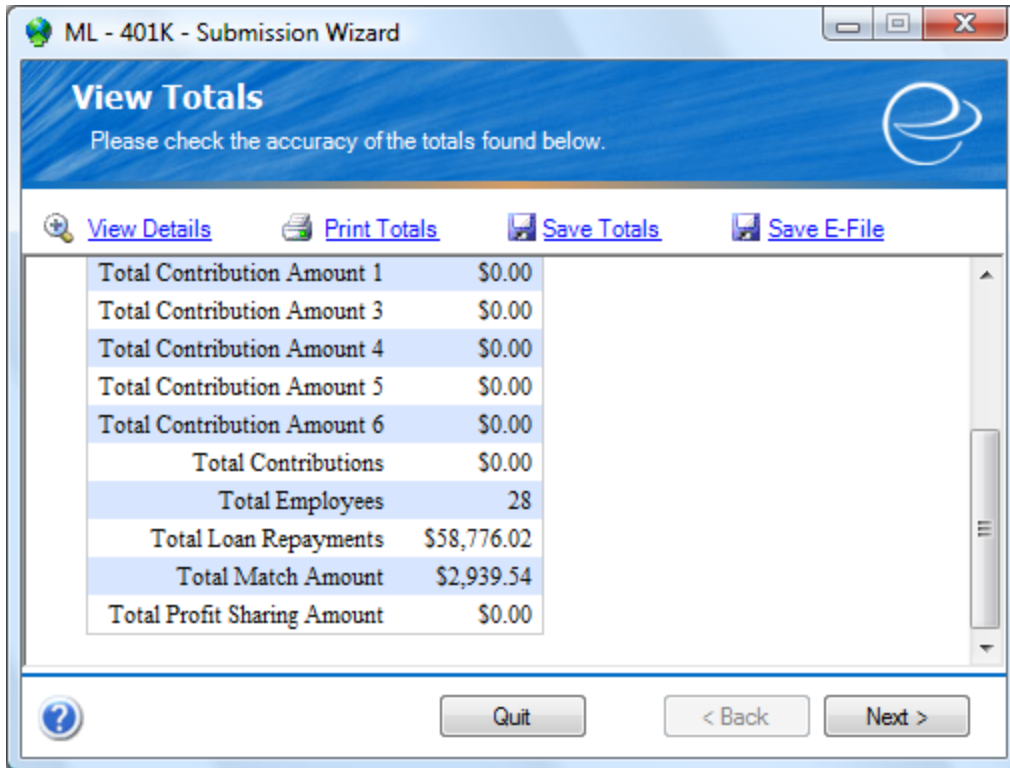 ML - 401K - Submission Wizard
View Totals
Please check the accuracy of the totals found below.
View Details Print Totals Save Totals Save E-File
Total Contribution Amount 1 $0.00
Total Contribution Amount 3 $0.00
Total Contribution Amount 4 $0.00
Total Contribution Amount 5 $0.00
Total Contribution Amount 6 $0.00
Total Contributions $0.00
Total Employees 28
Total Loan Repayments $58,776.02
Total Match Amount $2,939.54
Total Profit Sharing Amount $0.00
Quit < Back Next >